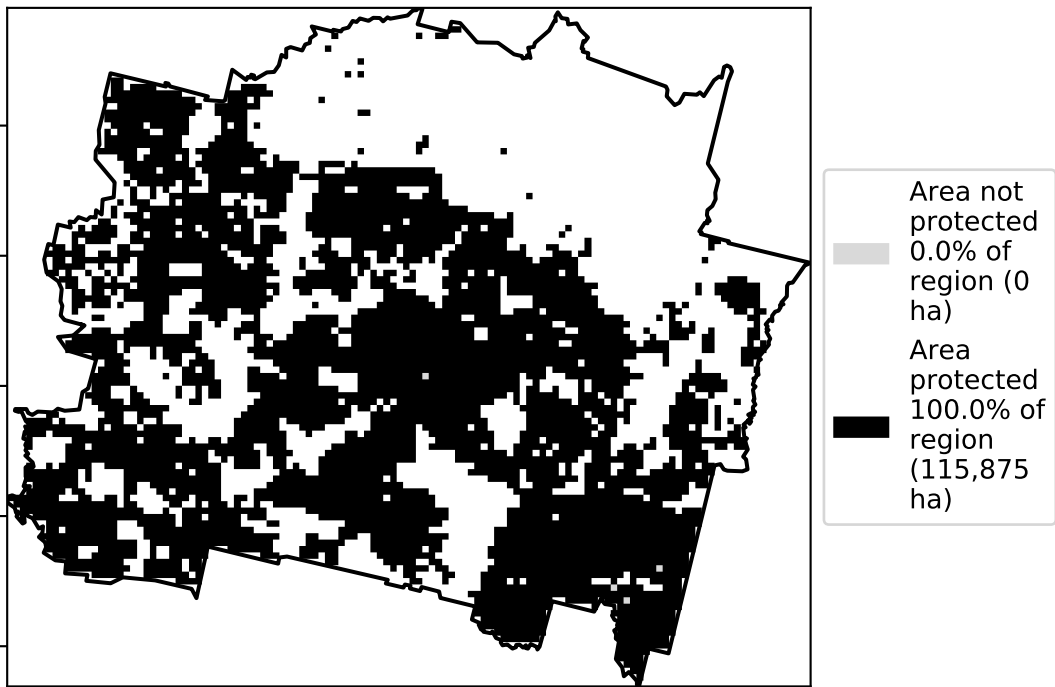 Area not
protected
0.0% of
region (0
ha)
Area
protected
100.0% of
region
(115,875
ha)